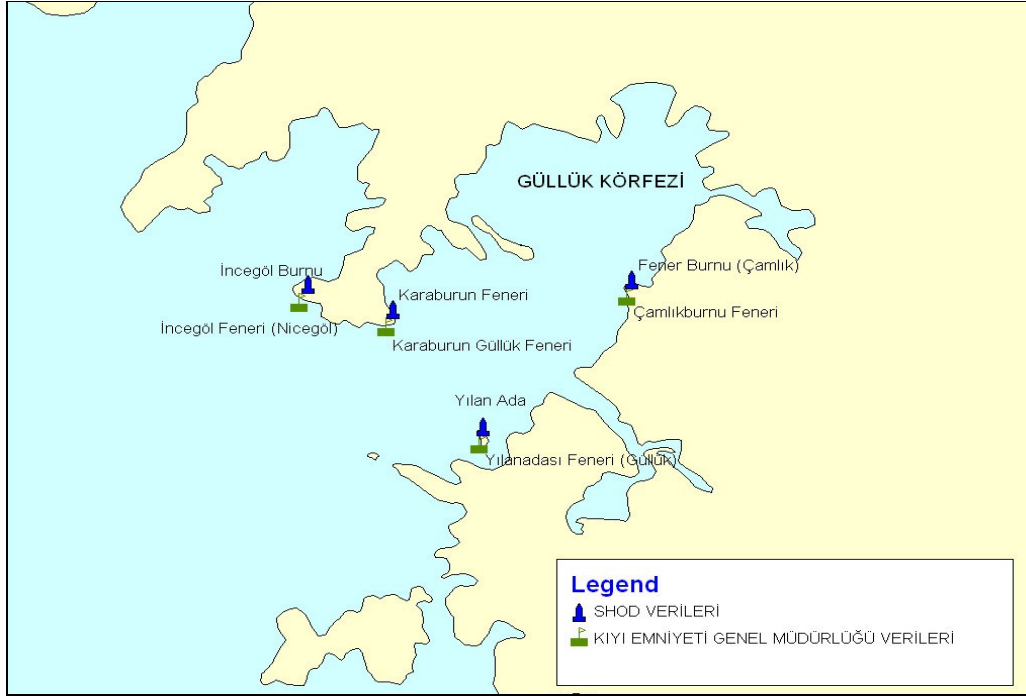 GÜLLÜK KÖRFEZİ
İncegöl Burnu
Fener Burnu (Çamlık)
Karaburun Feneri
Çamlıkburnu Feneri
İncegöl Feneri (Nicegöl)
Karaburun Güllük Feneri
Yılan Ada
Yılanadası Feneri (Güllük)
Legend
SHOD VERİLERİ
KIYI EMNİYETİ GENEL MÜDÜRLÜĞÜ VERİLERİ